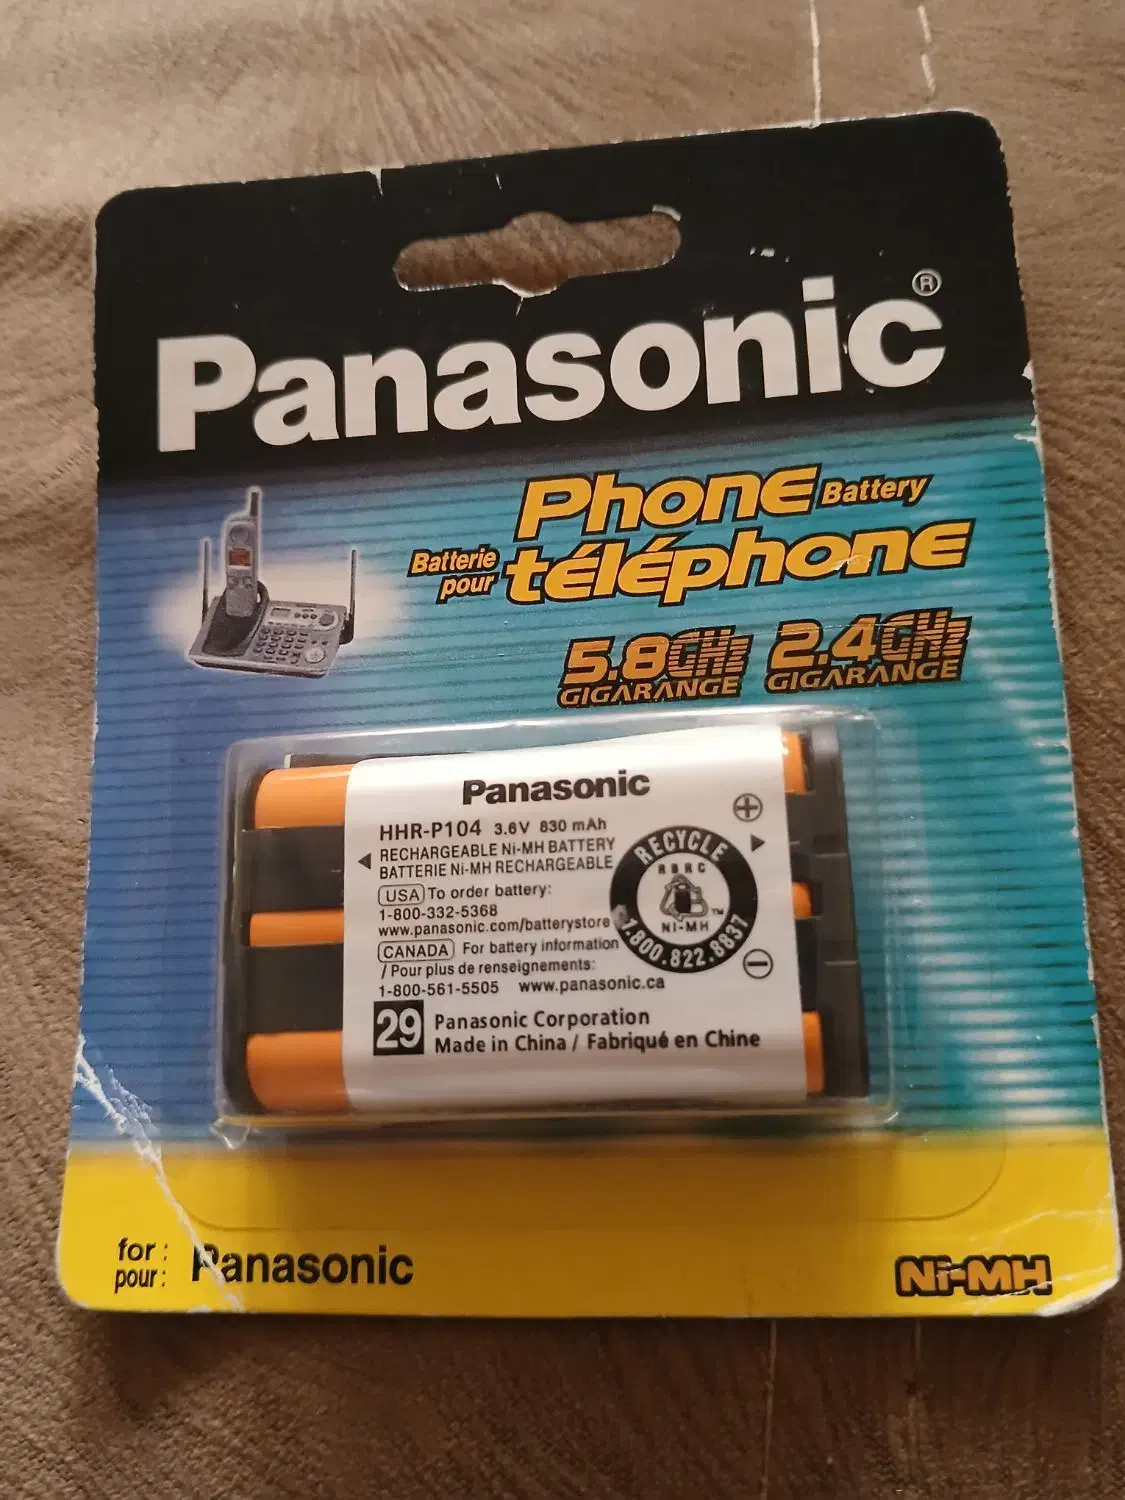 Panasonic®
Phone Battery
Batterie pour téléphone
5.8GHz 2.4GHz
GIGARANGE GIGARANGE
Panasonic
HHR-P104 3.6V 830 mAh
RECHARGEABLE Ni-MH BATTERY
BATTERIE Ni-MH RECHARGEABLE
USA To order battery:
1-800-332-5368
www.panasonic.com/batterystore
CANADA For battery information
/ Pour plus de renseignements:
1-800-561-5505 www.panasonic.ca
29 Panasonic Corporation
Made in China / Fabriqué en Chine
+
RECYCLE
RBRC
TM
NI-MH
1.800.822.8837
−
for :
pour : Panasonic
Ni-MH